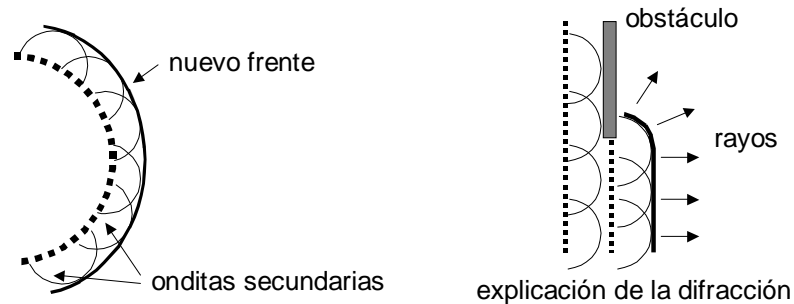 nuevo frente
onditas secundarias
obstáculo
rayos
explicación de la difracción